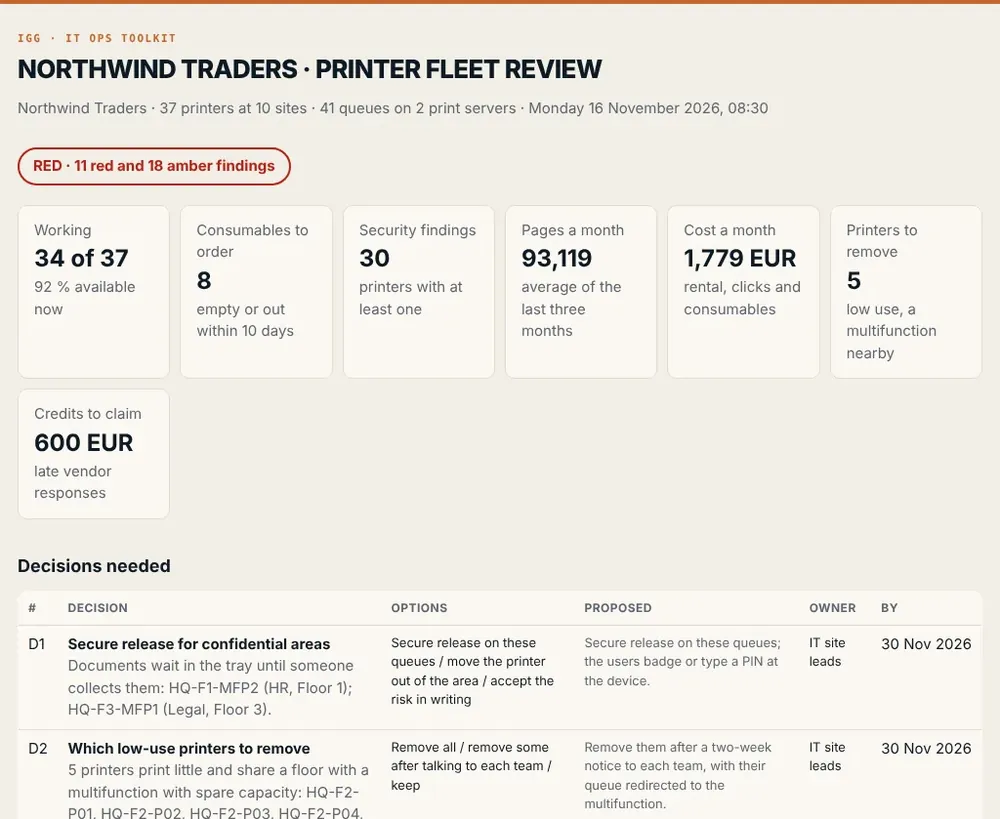 IGG · IT OPS TOOLKIT
NORTHWIND TRADERS · PRINTER FLEET REVIEW
Northwind Traders · 37 printers at 10 sites · 41 queues on 2 print servers · Monday 16 November 2026, 08:30
RED · 11 red and 18 amber findings
Working
34 of 37
92 % available
now
Consumables to
order
8
empty or out
within 10 days
Security findings
30
printers with at
least one
Pages a month
93,119
average of the
last three
months
Cost a month
1,779 EUR
rental, clicks and
consumables
Printers to
remove
5
low use, a
multifunction
nearby
Credits to claim
600 EUR
late vendor
responses
Decisions needed
# DECISION OPTIONS PROPOSED OWNER BY
D1
Secure release for confidential areas
Documents wait in the tray until someone
collects them: HQ-F1-MFP2 (HR, Floor 1);
HQ-F3-MFP1 (Legal, Floor 3).
Secure release on these
queues / move the printer
out of the area / accept the
risk in writing
Secure release on these queues;
the users badge or type a PIN at
the device.
IT site
leads
30 Nov 2026
D2
Which low-use printers to remove
5 printers print little and share a floor with a
multifunction with spare capacity: HQ-F2-
P01, HQ-F2-P02, HQ-F2-P03, HQ-F2-P04,
Remove all / remove some
after talking to each team /
keep
Remove them after a two-week
notice to each team, with their
queue redirected to the
multifunction.
IT site
leads
30 Nov 2026